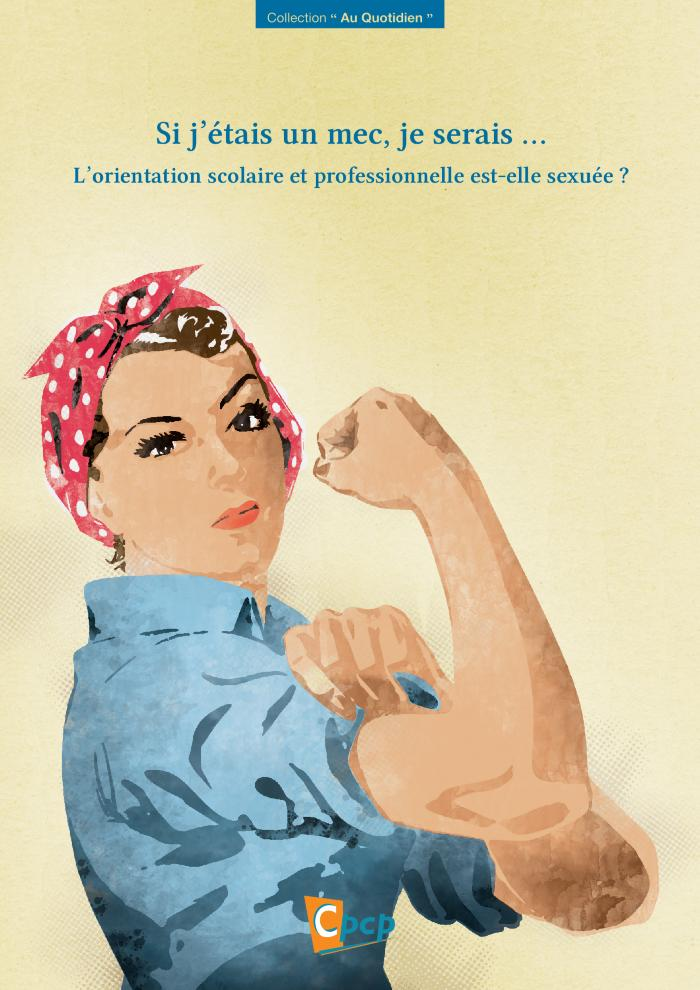 Collection “ Au Quotidien ”
Si j’étais un mec, je serais …
L’orientation scolaire et professionnelle est-elle sexuée ?
Cpcp